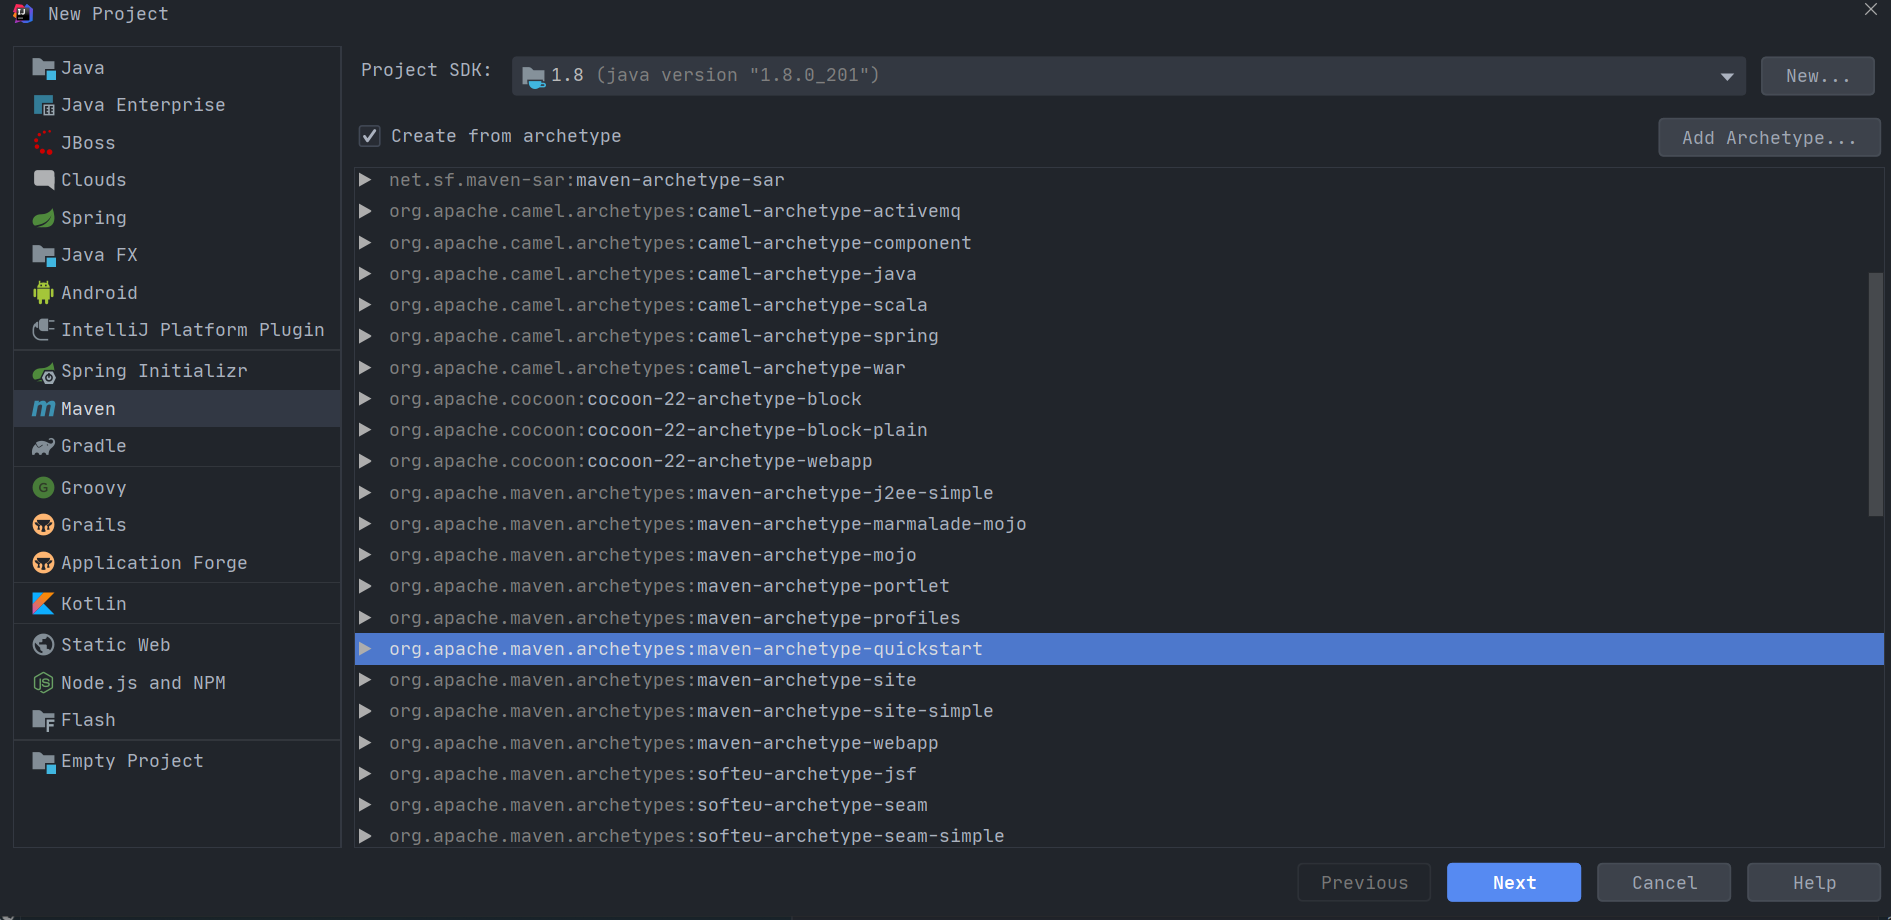 New Project
Java
Java Enterprise
JBoss
Clouds
Spring
Java FX
Android
IntelliJ Platform Plugin
Spring Initializr
Maven
Gradle
Groovy
Grails
Application Forge
Kotlin
Static Web
Node.js and NPM
Flash
Empty Project
Project SDK: 1.8 (java version "1.8.0_201") New...
Create from archetype Add Archetype...
net.sf.maven-sar:maven-archetype-sar
org.apache.camel.archetypes:camel-archetype-activemq
org.apache.camel.archetypes:camel-archetype-component
org.apache.camel.archetypes:camel-archetype-java
org.apache.camel.archetypes:camel-archetype-scala
org.apache.camel.archetypes:camel-archetype-spring
org.apache.camel.archetypes:camel-archetype-war
org.apache.cocoon:cocoon-22-archetype-block
org.apache.cocoon:cocoon-22-archetype-block-plain
org.apache.cocoon:cocoon-22-archetype-webapp
org.apache.maven.archetypes:maven-archetype-j2ee-simple
org.apache.maven.archetypes:maven-archetype-marmalade-mojo
org.apache.maven.archetypes:maven-archetype-mojo
org.apache.maven.archetypes:maven-archetype-portlet
org.apache.maven.archetypes:maven-archetype-profiles
org.apache.maven.archetypes:maven-archetype-quickstart
org.apache.maven.archetypes:maven-archetype-site
org.apache.maven.archetypes:maven-archetype-site-simple
org.apache.maven.archetypes:maven-archetype-webapp
org.apache.maven.archetypes:softeu-archetype-jsf
org.apache.maven.archetypes:softeu-archetype-seam
org.apache.maven.archetypes:softeu-archetype-seam-simple
Previous Next Cancel Help